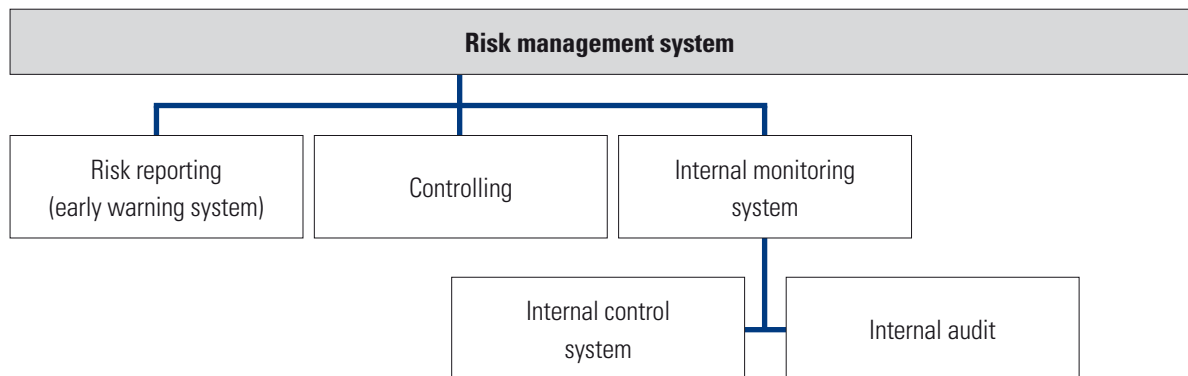 Risk management system
Risk reporting
(early warning system)
Controlling
Internal monitoring
system
Internal control
system
Internal audit